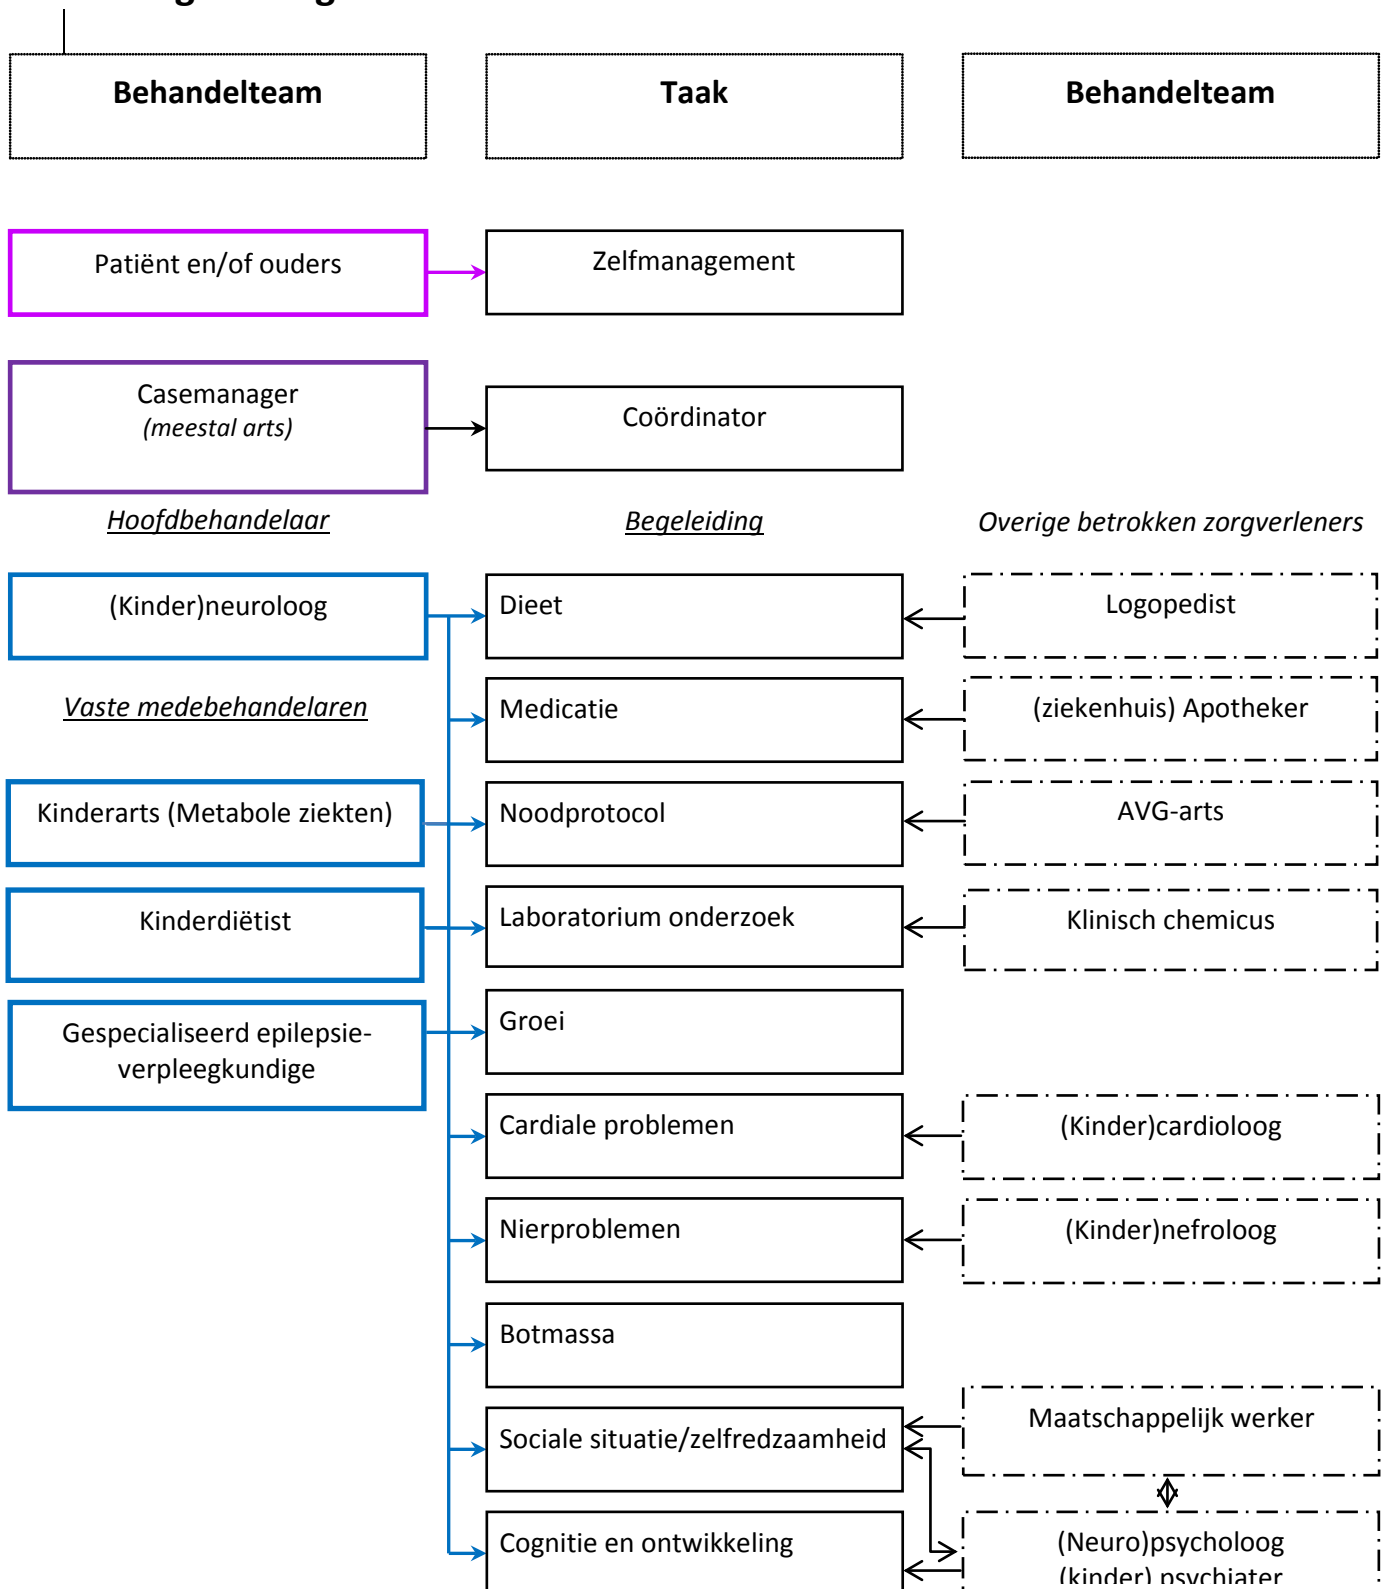 Behandelteam
Taak
Behandelteam
Patiënt en/of ouders
Zelfmanagement
Casemanager
(meestal arts)
Coördinator
Hoofdbehandelaar
Begeleiding
Overige betrokken zorgverleners
(Kinder)neuroloog
Dieet
Logopedist
Vaste medebehandelaren
Medicatie
(ziekenhuis) Apotheker
Kinderarts (Metabole ziekten)
Noodprotocol
AVG-arts
Kinderdiëtist
Laboratorium onderzoek
Klinisch chemicus
Gespecialiseerd epilepsie-
verpleegkundige
Groei
Cardiale problemen
(Kinder)cardioloog
Nierproblemen
(Kinder)nefroloog
Botmassa
Sociale situatie/zelfredzaamheid
Maatschappelijk werker
Cognitie en ontwikkeling
(Neuro)psycholoog
(kinder) psychiater